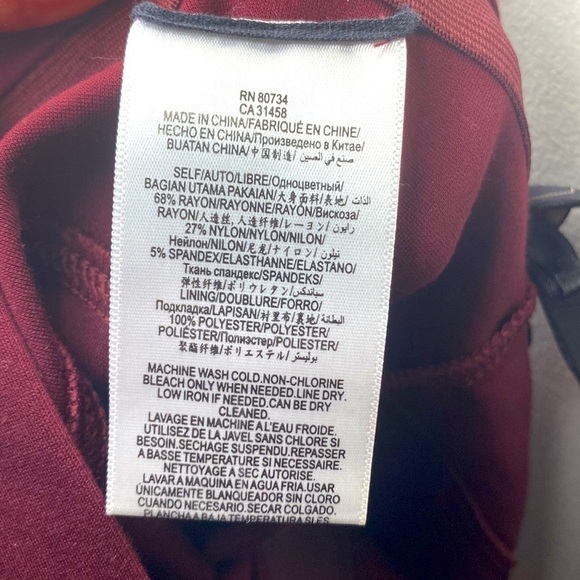 RN 80734
CA 31458
MADE IN CHINA/FABRIQUÉ EN CHINE/
HECHO EN CHINA/Произведено в Китае/
BUATAN CHINA/中国制造/ صنع في الصين/
SELF/AUTO/LIBRE/Одноцветный/
BAGIAN UTAMA PAKAIAN/大身面料/表地/ الذات/
68% RAYON/RAYONNE/RAYON/Вискоза/
RAYON/人造丝, 人造纤维/レーヨン/ رايون/
27% NYLON/NYLON/NILON/
Нейлон/NILON/尼龙/ナイロン/ نيلون/
5% SPANDEX/ELASTHANNE/ELASTANO/
Ткань спандекс/SPANDEKS/
弹性纤维/ポリウレタン/ سباندكس/
LINING/DOUBLURE/FORRO/
Подкладка/LAPISAN/衬里布/裏地/ البطانة/
100% POLYESTER/POLYESTER/
POLIÉSTER/Полиэстер/POLIESTER/
聚酯纤维/ポリエステル/ بوليستر/
MACHINE WASH COLD.NON-CHLORINE
BLEACH ONLY WHEN NEEDED.LINE DRY.
LOW IRON IF NEEDED.CAN BE DRY
CLEANED.
LAVAGE EN MACHINE A L'EAU FROIDE.
UTILISEZ DE LA JAVEL SANS CHLORE SI
BESOIN.SECHAGE SUSPENDU.REPASSER
A BASSE TEMPERATURE SI NECESSAIRE.
NETTOYAGE A SEC AUTORISE.
LAVAR A MAQUINA EN AGUA FRIA.USAR
ÚNICAMENTE BLANQUEADOR SIN CLORO
CUANDO NECESARIO.SECAR COLGADO.
PLANCHA A BAJA TEMPERATURA SI ES